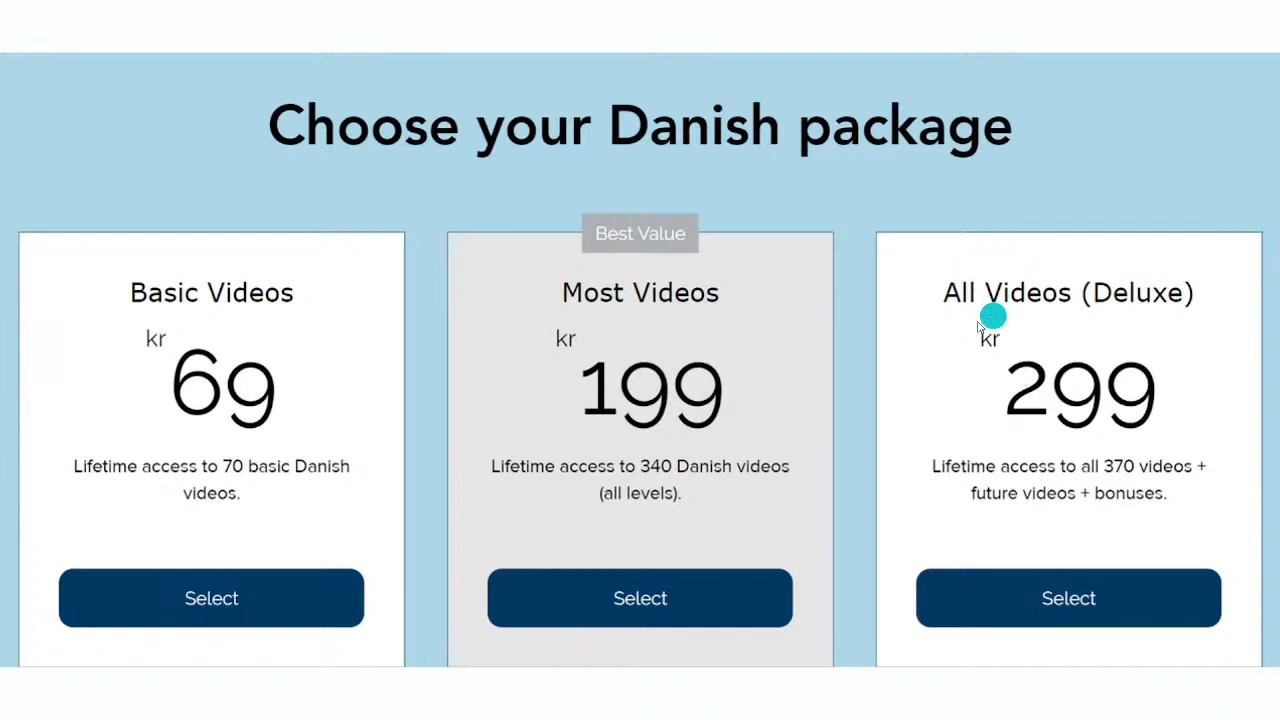 Choose your Danish package
Best Value
Basic Videos
kr
69
Lifetime access to 70 basic Danish
videos.
Select
Most Videos
kr
199
Lifetime access to 340 Danish videos
(all levels).
Select
All Videos (Deluxe)
kr
299
Lifetime access to all 370 videos +
future videos + bonuses.
Select